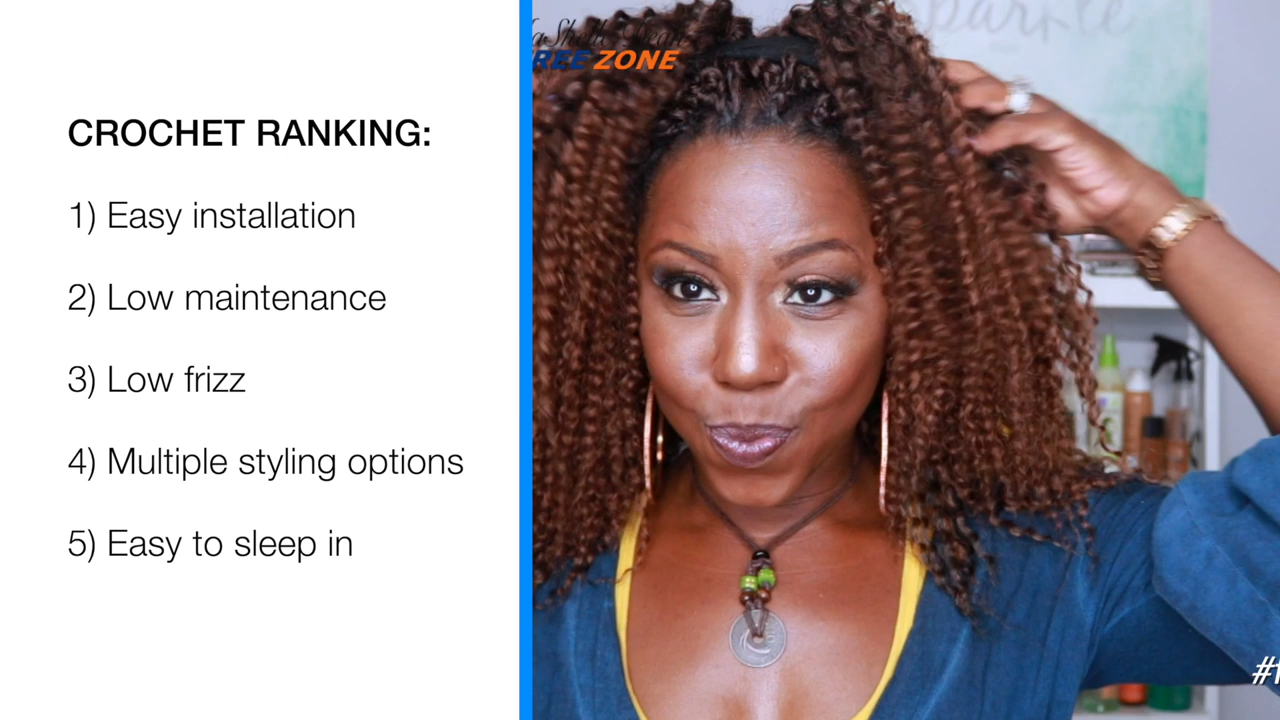 CROCHET RANKING:
1) Easy installation
2) Low maintenance
3) Low frizz
4) Multiple styling options
5) Easy to sleep in
ZONE